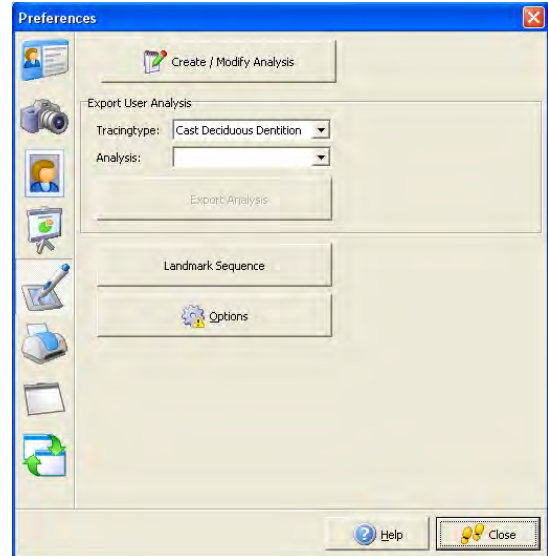 Preferences
Create / Modify Analysis
Export User Analysis
Tracingtype: Cast Deciduous Dentition
Analysis:
Export Analysis
Landmark Sequence
Options
Help
Close